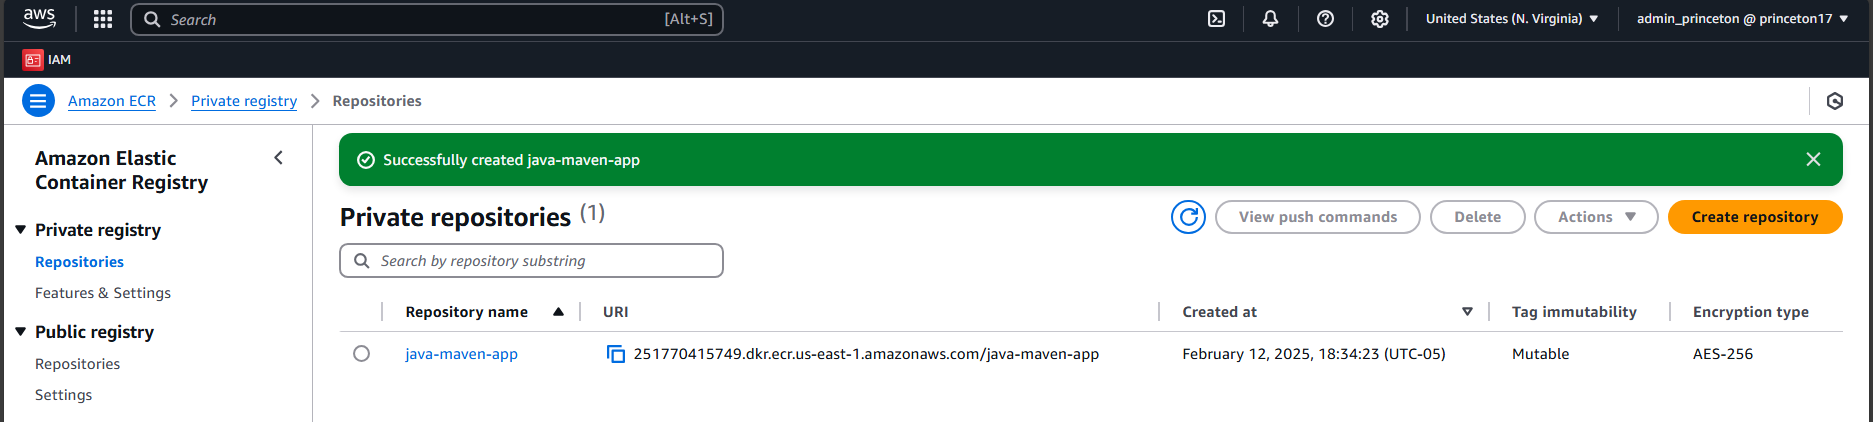 aws
Search [Alt+S] United States (N. Virginia) admin_princeton @ princeton17
IAM
Amazon ECR Private registry Repositories
Amazon Elastic
Container Registry
Private registry
Repositories
Features & Settings
Public registry
Repositories
Settings
Successfully created java-maven-app
Private repositories (1)
View push commands Delete Actions Create repository
Search by repository substring
Repository name URI Created at Tag immutability Encryption type
java-maven-app 251770415749.dkr.ecr.us-east-1.amazonaws.com/java-maven-app February 12, 2025, 18:34:23 (UTC-05) Mutable AES-256